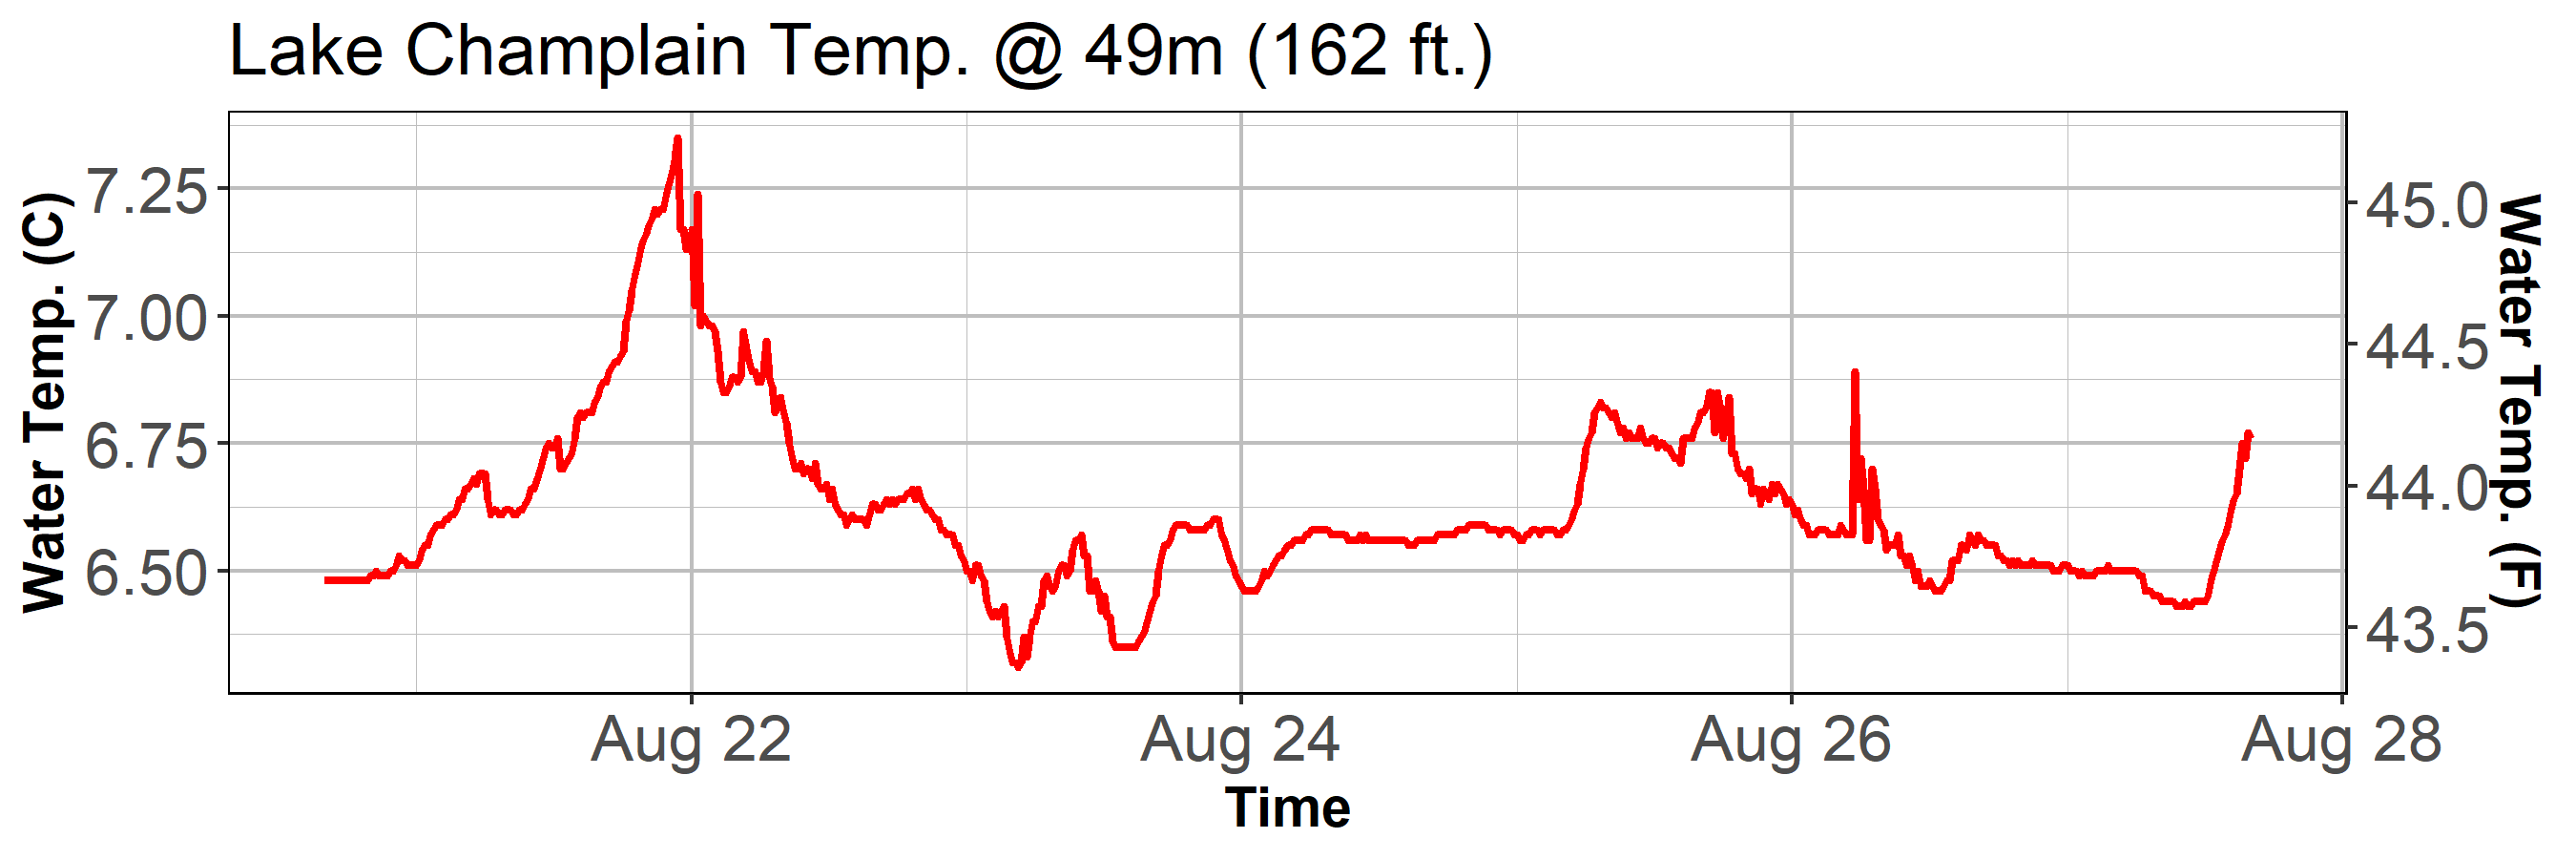 Lake Champlain Temp. @ 49m (162 ft.)
Water Temp. (C)
7.25
7.00
6.75
6.50
45.0
44.5
44.0
43.5
Water Temp. (F)
Aug 22
Aug 24
Aug 26
Aug 28
Time